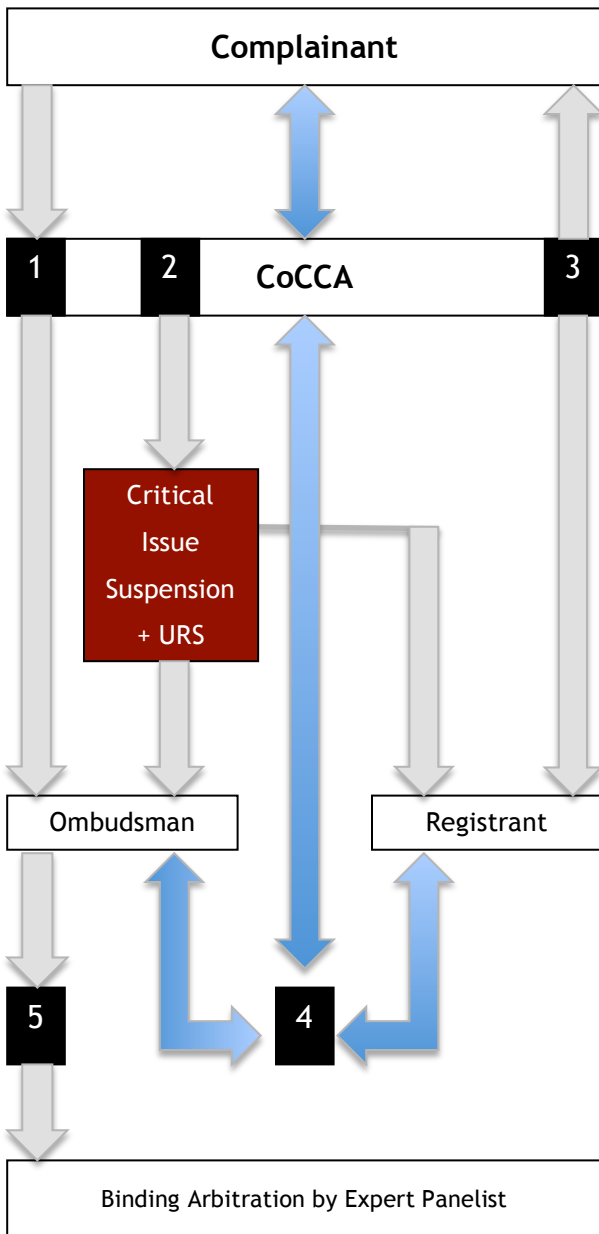 Complainant
1
2
CoCCA
3
Critical
Issue
Suspension
+ URS
Ombudsman
Registrant
5
4
Binding Arbitration by Expert Panelist